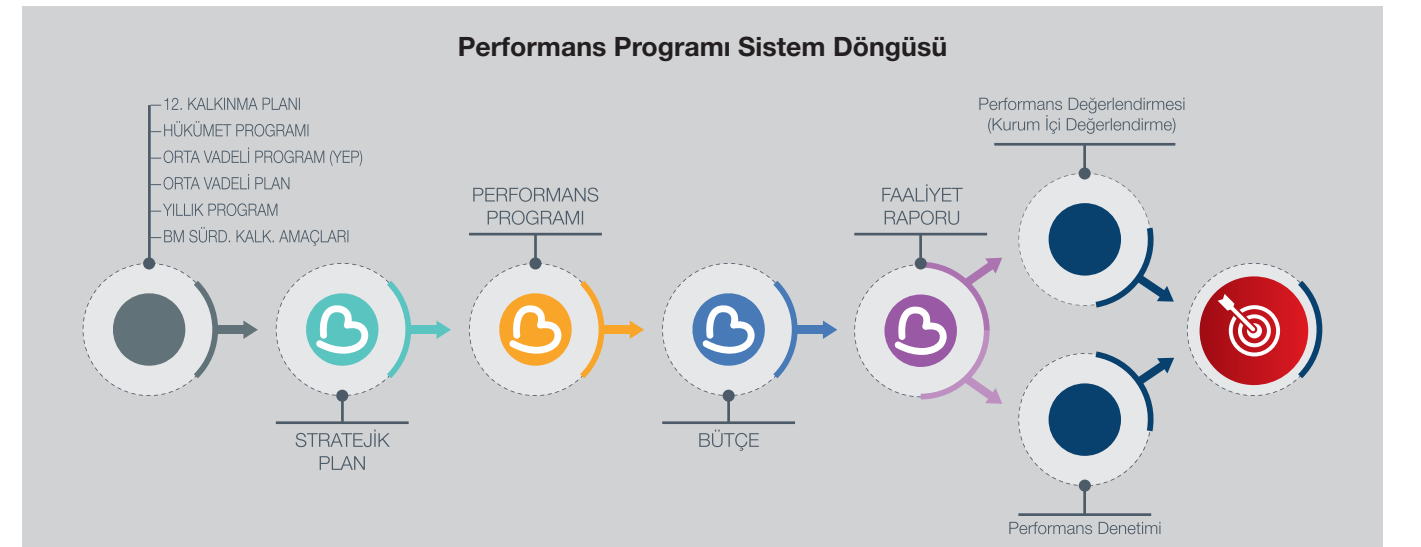 Performans Programı Sistem Döngüsü
12. KALKINMA PLANI
HÜKÜMET PROGRAMI
ORTA VADELİ PROGRAM (YEP)
ORTA VADELİ PLAN
YILLIK PROGRAM
BM SÜRD. KALK. AMAÇLARI
STRATEJİK
PLAN
PERFORMANS
PROGRAMI
BÜTÇE
FAALİYET
RAPORU
Performans Değerlendirmesi
(Kurum İçi Değerlendirme)
Performans Denetimi